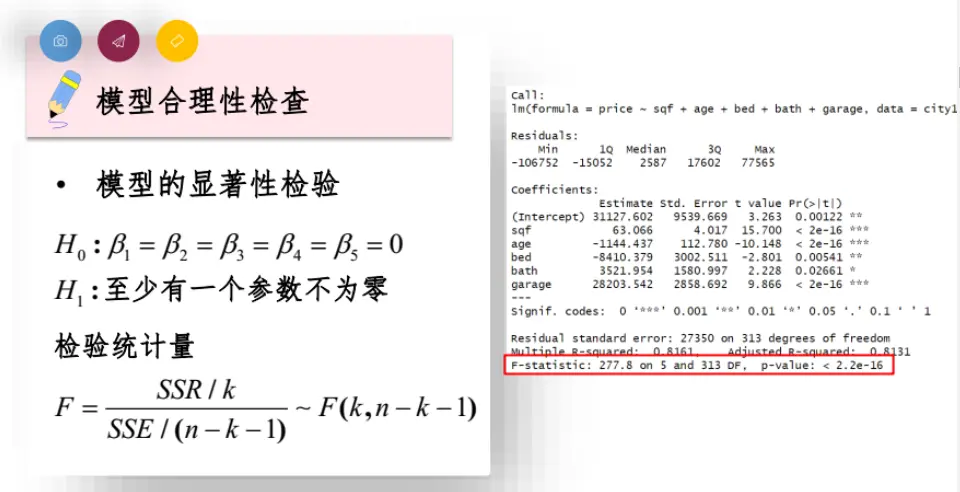 模型合理性检查
• 模型的显著性检验
H₀:β₁ = β₂ = β₃ = β₄ = β₅ = 0
H₁:至少有一个参数不为零
检验统计量
F = \frac{SSR / k}{SSE / (n − k − 1)} ~ F(k, n − k − 1)
Call:
lm(formula = price ~ sqf + age + bed + bath + garage, data = city1
Residuals:
Min 1Q Median 3Q Max
-106752 -15052 2587 17602 77565
Coefficients:
Estimate Std. Error t value Pr(>|t|)
(Intercept) 31127.602 9539.669 3.263 0.00122 **
sqf 63.066 4.017 15.700 < 2e-16 ***
age -1144.437 112.780 -10.148 < 2e-16 ***
bed -8410.379 3002.511 -2.801 0.00541 **
bath 3521.954 1580.997 2.228 0.02661 *
garage 28203.542 2858.692 9.866 < 2e-16 ***
---
Signif. codes: 0 ‘***’ 0.001 ‘**’ 0.01 ‘*’ 0.05 ‘.’ 0.1 ‘ ’ 1
Residual standard error: 27350 on 313 degrees of freedom
Multiple R-squared: 0.8161, Adjusted R-squared: 0.8131
F-statistic: 277.8 on 5 and 313 DF, p-value: < 2.2e-16